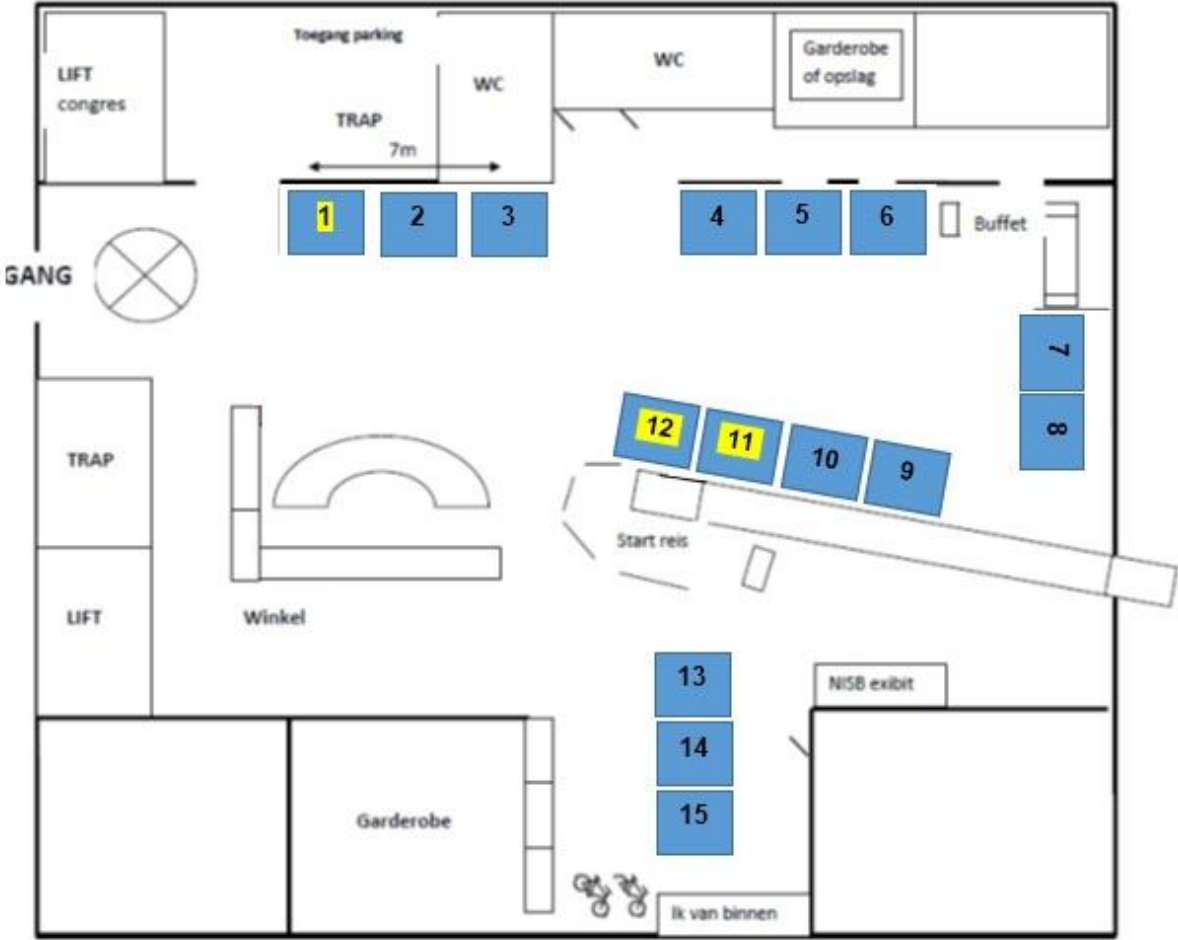 Toegang parking
LIFT
congres
WC
WC
Garderobe
of opslag
TRAP
7m
1
2
3
4
5
6
Buffet
GANG
7
8
12
11
10
9
TRAP
Start reis
LIFT
Winkel
13
NISB exibit
14
15
Garderobe
Ik van binnen